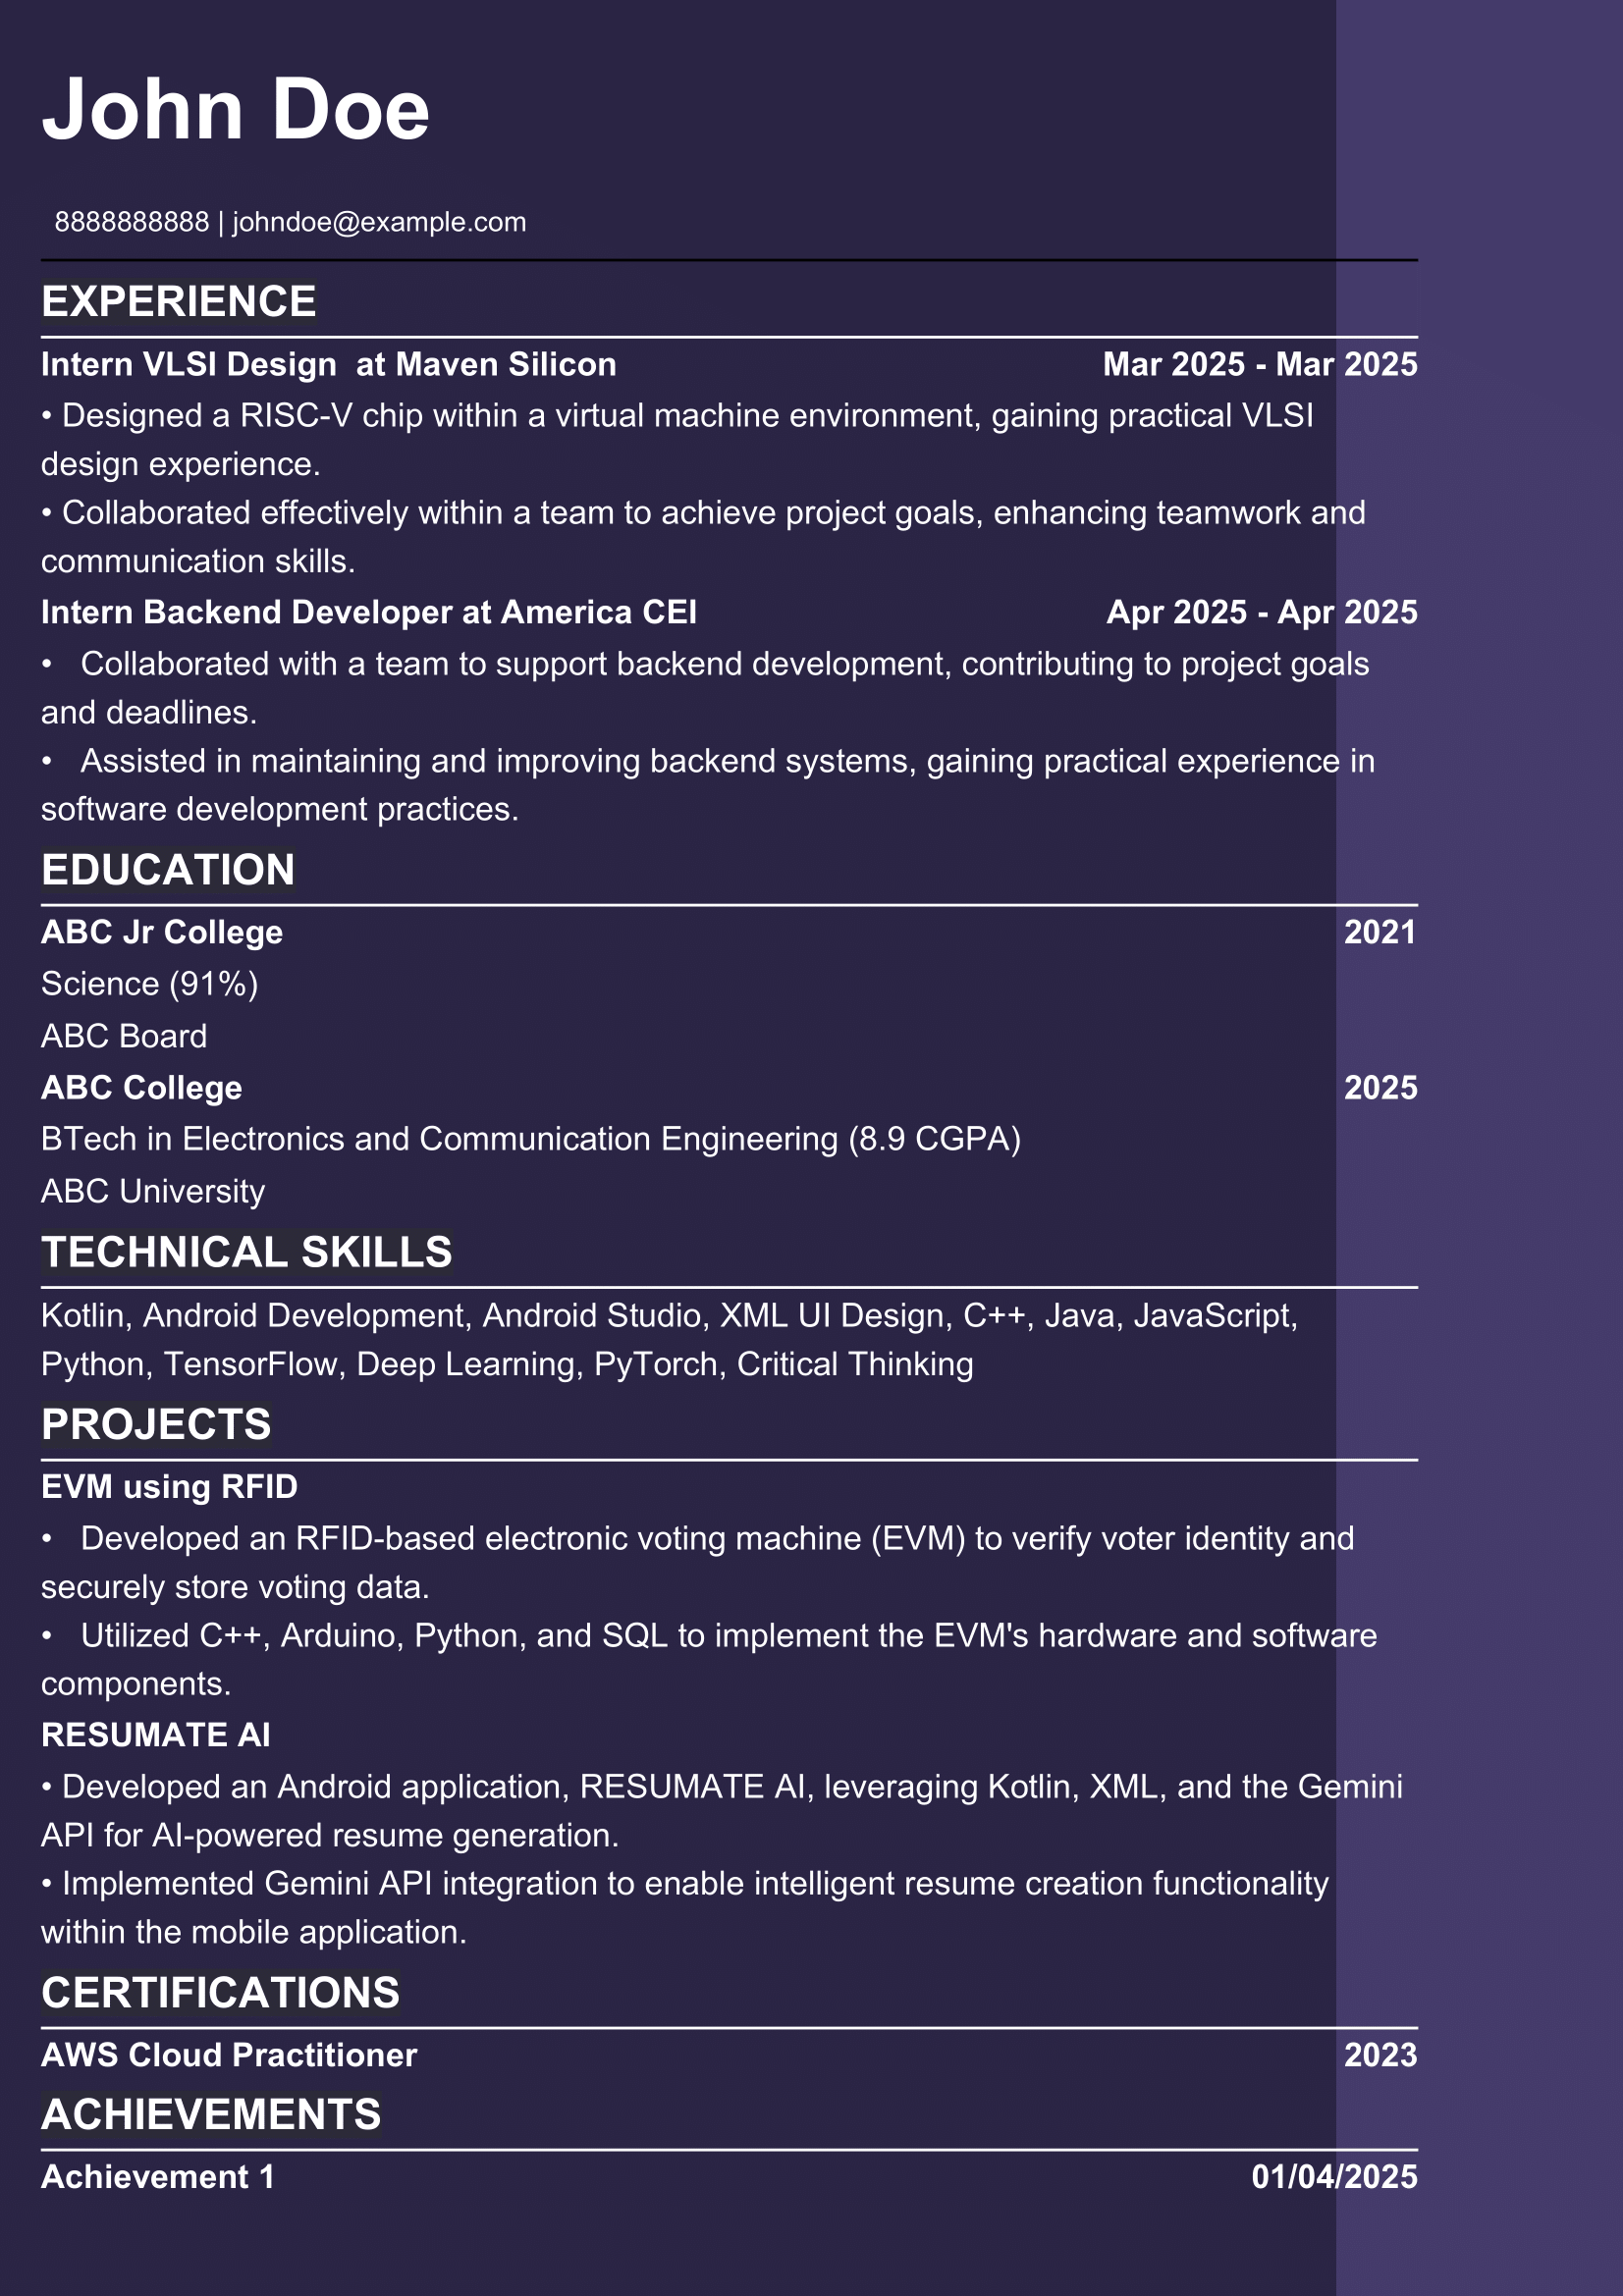 John Doe
8888888888 | johndoe@example.com
EXPERIENCE
Intern VLSI Design  at Maven Silicon Mar 2025 - Mar 2025
• Designed a RISC-V chip within a virtual machine environment, gaining practical VLSI
design experience.
• Collaborated effectively within a team to achieve project goals, enhancing teamwork and
communication skills.
Intern Backend Developer at America CEI Apr 2025 - Apr 2025
• Collaborated with a team to support backend development, contributing to project goals
and deadlines.
• Assisted in maintaining and improving backend systems, gaining practical experience in
software development practices.
EDUCATION
ABC Jr College 2021
Science (91%)
ABC Board
ABC College 2025
BTech in Electronics and Communication Engineering (8.9 CGPA)
ABC University
TECHNICAL SKILLS
Kotlin, Android Development, Android Studio, XML UI Design, C++, Java, JavaScript,
Python, TensorFlow, Deep Learning, PyTorch, Critical Thinking
PROJECTS
EVM using RFID
• Developed an RFID-based electronic voting machine (EVM) to verify voter identity and
securely store voting data.
• Utilized C++, Arduino, Python, and SQL to implement the EVM's hardware and software
components.
RESUMATE AI
• Developed an Android application, RESUMATE AI, leveraging Kotlin, XML, and the Gemini
API for AI-powered resume generation.
• Implemented Gemini API integration to enable intelligent resume creation functionality
within the mobile application.
CERTIFICATIONS
AWS Cloud Practitioner 2023
ACHIEVEMENTS
Achievement 1 01/04/2025